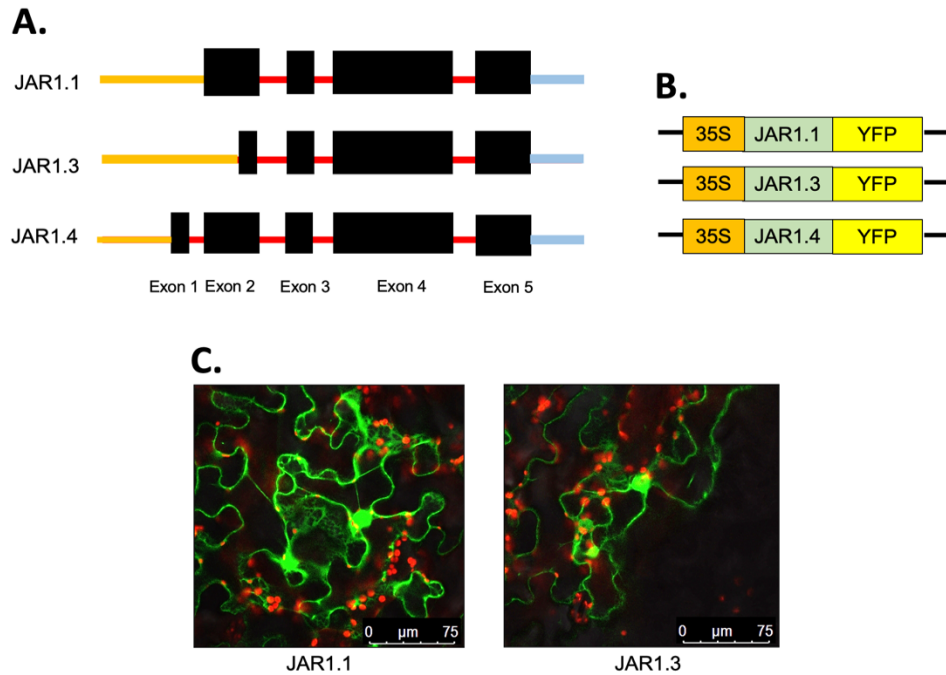 A.
JAR1.1
JAR1.3
JAR1.4
Exon 1 Exon 2 Exon 3 Exon 4 Exon 5
B.
35S JAR1.1 YFP
35S JAR1.3 YFP
35S JAR1.4 YFP
C.
0 µm 75
0 µm 75
JAR1.1
JAR1.3